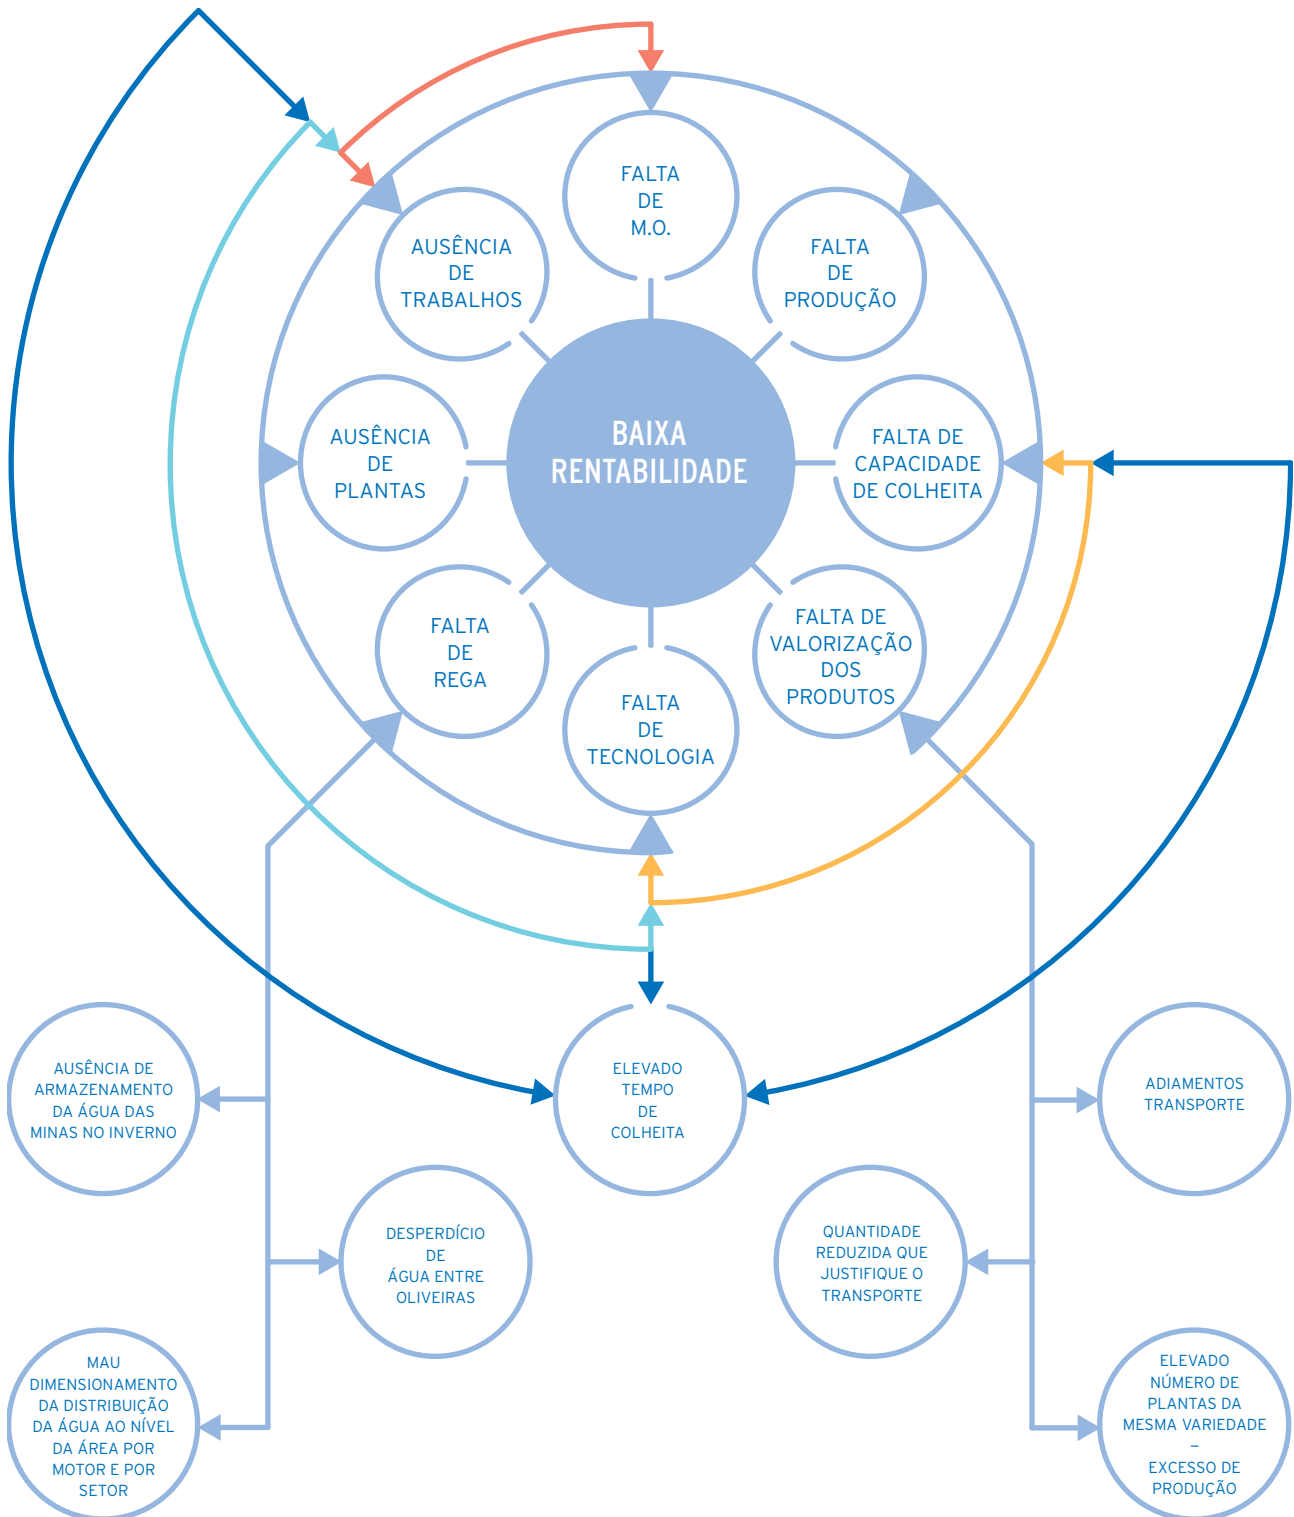 FALTA
DE
M.O.
AUSÊNCIA
DE
TRABALHOS
FALTA
DE
PRODUÇÃO
AUSÊNCIA
DE
PLANTAS
BAIXA
RENTABILIDADE
FALTA DE
CAPACIDADE
DE COLHEITA
FALTA
DE
REGA
FALTA
DE
TECNOLOGIA
FALTA DE
VALORIZAÇÃO
DOS
PRODUTOS
AUSÊNCIA DE
ARMAZENAMENTO
DA ÁGUA DAS
MINAS NO INVERNO
ELEVADO
TEMPO
DE
COLHEITA
ADIAMENTOS
TRANSPORTE
DESPERDÍCIO
DE
ÁGUA ENTRE
OLIVEIRAS
QUANTIDADE
REDUZIDA QUE
JUSTIFIQUE O
TRANSPORTE
MAU
DIMENSIONAMENTO
DA DISTRIBUIÇÃO
DA ÁGUA AO NÍVEL
DA ÁREA POR
MOTOR E POR
SETOR
ELEVADO
NÚMERO DE
PLANTAS DA
MESMA VARIEDADE
–
EXCESSO DE
PRODUÇÃO